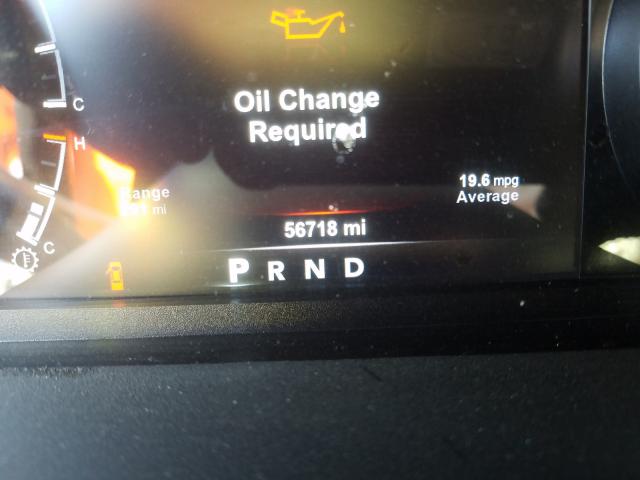 Oil Change
Required
C
H
C
Range
mi
19.6 mpg
Average
56718 mi
P R N D